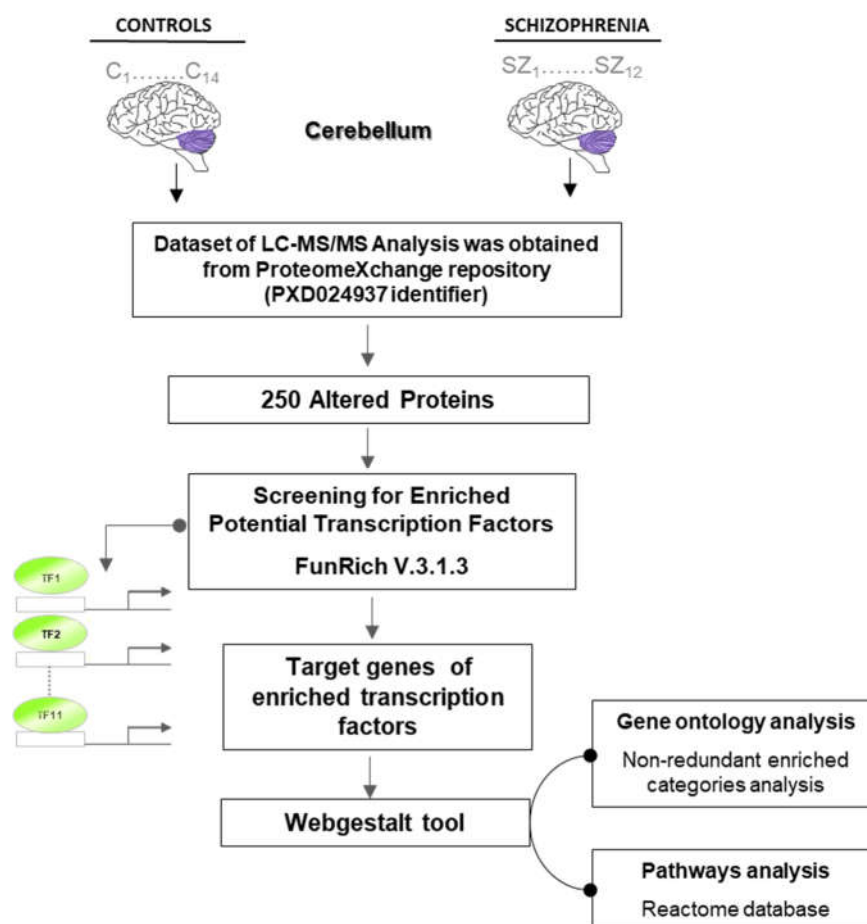 CONTROLS
SCHIZOPHRENIA
C1........C14
SZ1........SZ12
Cerebellum
Dataset of LC-MS/MS Analysis was obtained
from ProteomeXchange repository
(PXD024937 identifier)
250 Altered Proteins
Screening for Enriched
Potential Transcription Factors
FunRich V.3.1.3
TF1
TF2
TF11
Target genes of
enriched transcription
factors
Webgestalt tool
Gene ontology analysis
Non-redundant enriched
categories analysis
Pathways analysis
Reactome database